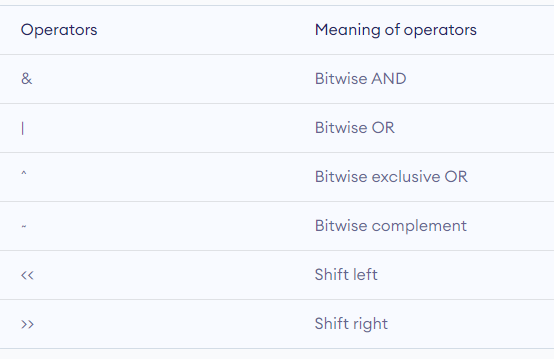 Operators Meaning of operators
& Bitwise AND
| Bitwise OR
^ Bitwise exclusive OR
~ Bitwise complement
<< Shift left
>> Shift right